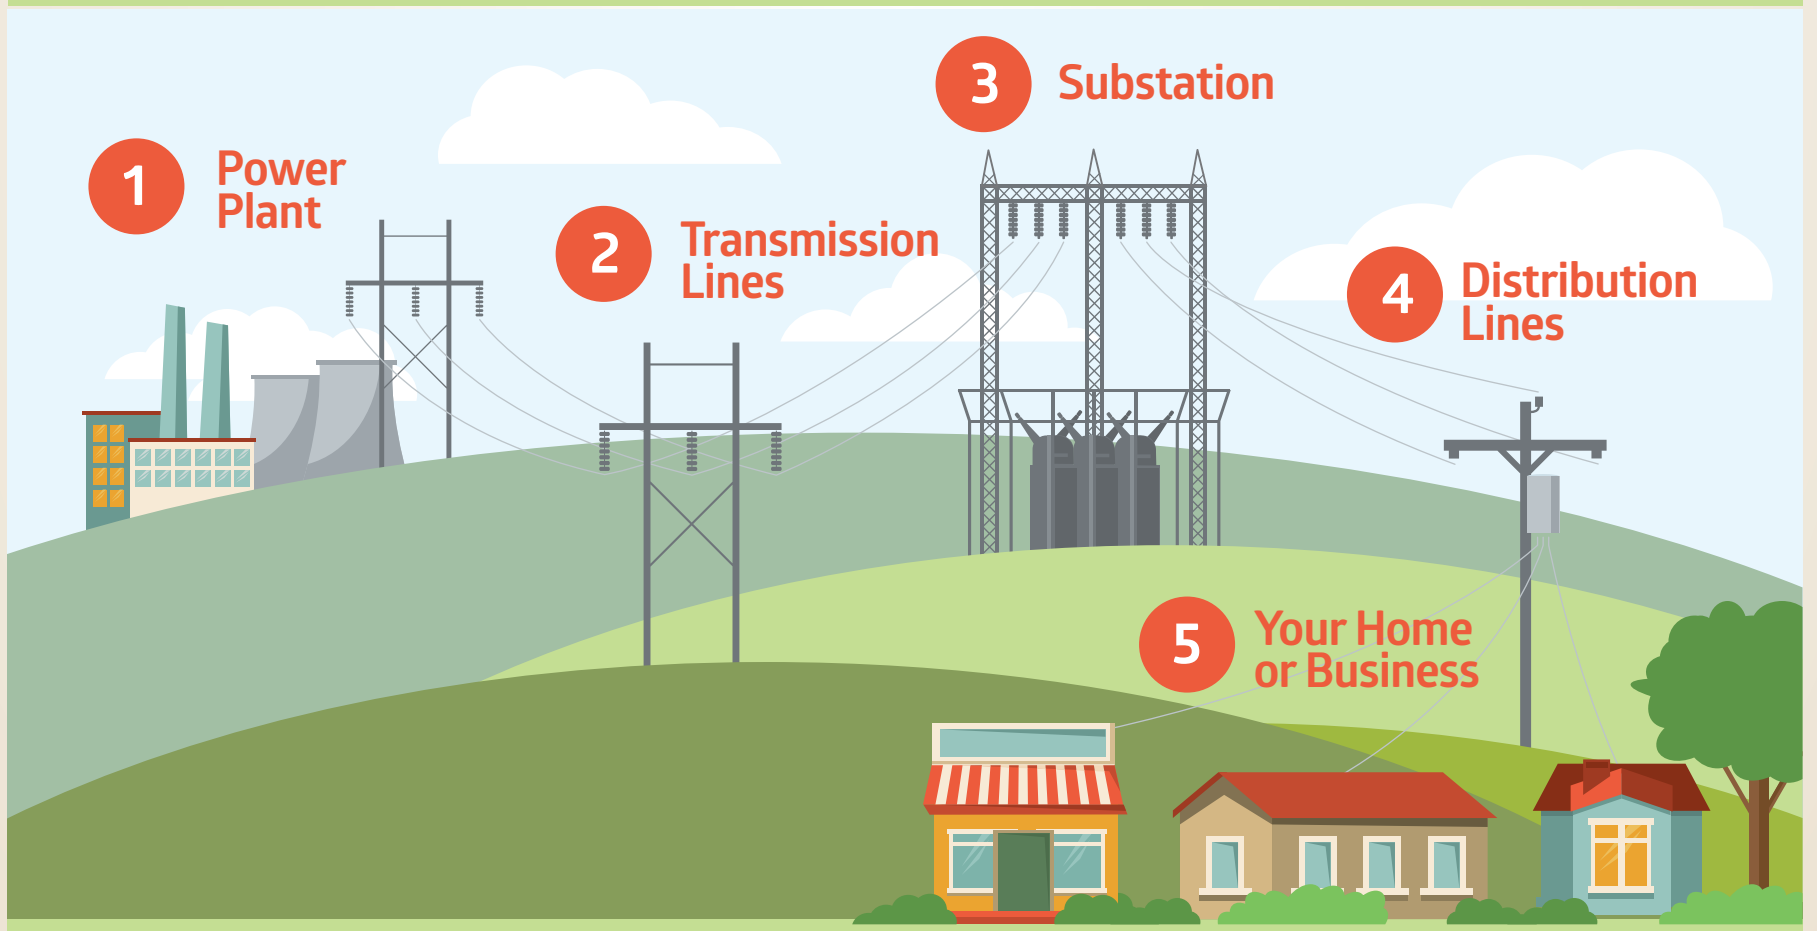 1
Power
Plant
2
Transmission
Lines
3
Substation
4
Distribution
Lines
5
Your Home
or Business